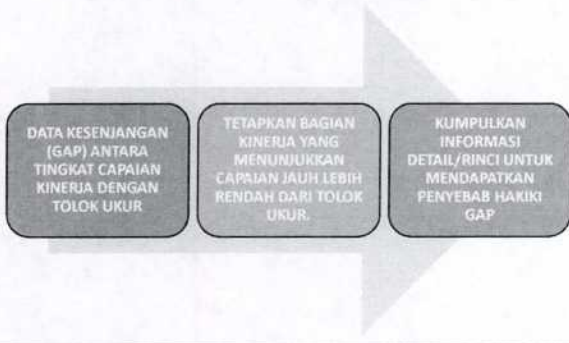 DATA KESENJANGAN
(GAP) ANTARA
TINGKAT CAPAIAN
KINERJA DENGAN
TOLOK UKUR
TETAPKAN BAGIAN
KINERJA YANG
MENUNJUKKAN
CAPAIAN JAUH LEBIH
RENDAH DARI TOLOK
UKUR.
KUMPULKAN
INFORMASI
DETAIL/RINCI UNTUK
MENDAPATKAN
PENYEBAB HAKIKI
GAP